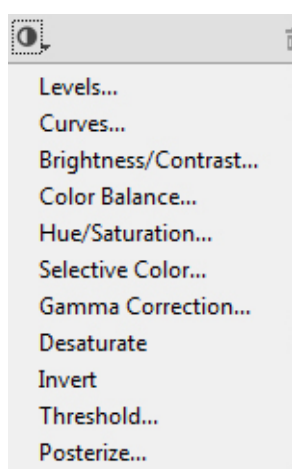 Levels...
Curves...
Brightness/Contrast...
Color Balance...
Hue/Saturation...
Selective Color...
Gamma Correction...
Desaturate
Invert
Threshold...
Posterize...